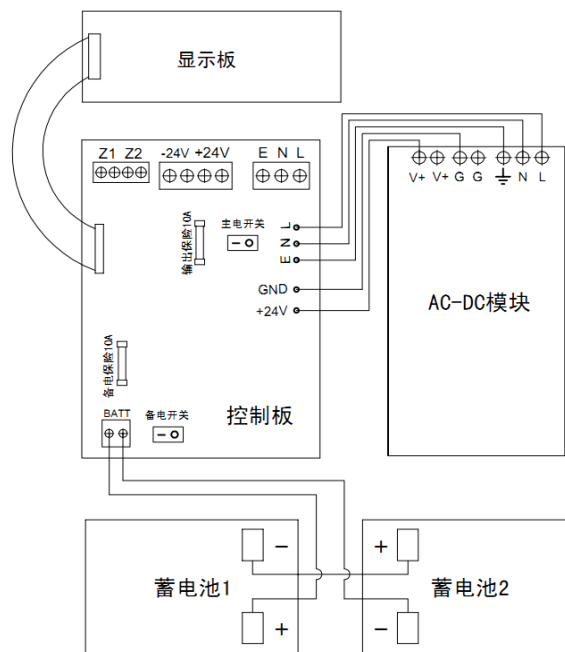 显示板
Z1 Z2 -24V +24V E N L
V+ V+ G G N L
输出保险10A
主电开关
L
N
E
GND
+24V
AC-DC模块
备电保险10A
BATT 备电开关
控制板
- +
蓄电池1 蓄电池2
+ -